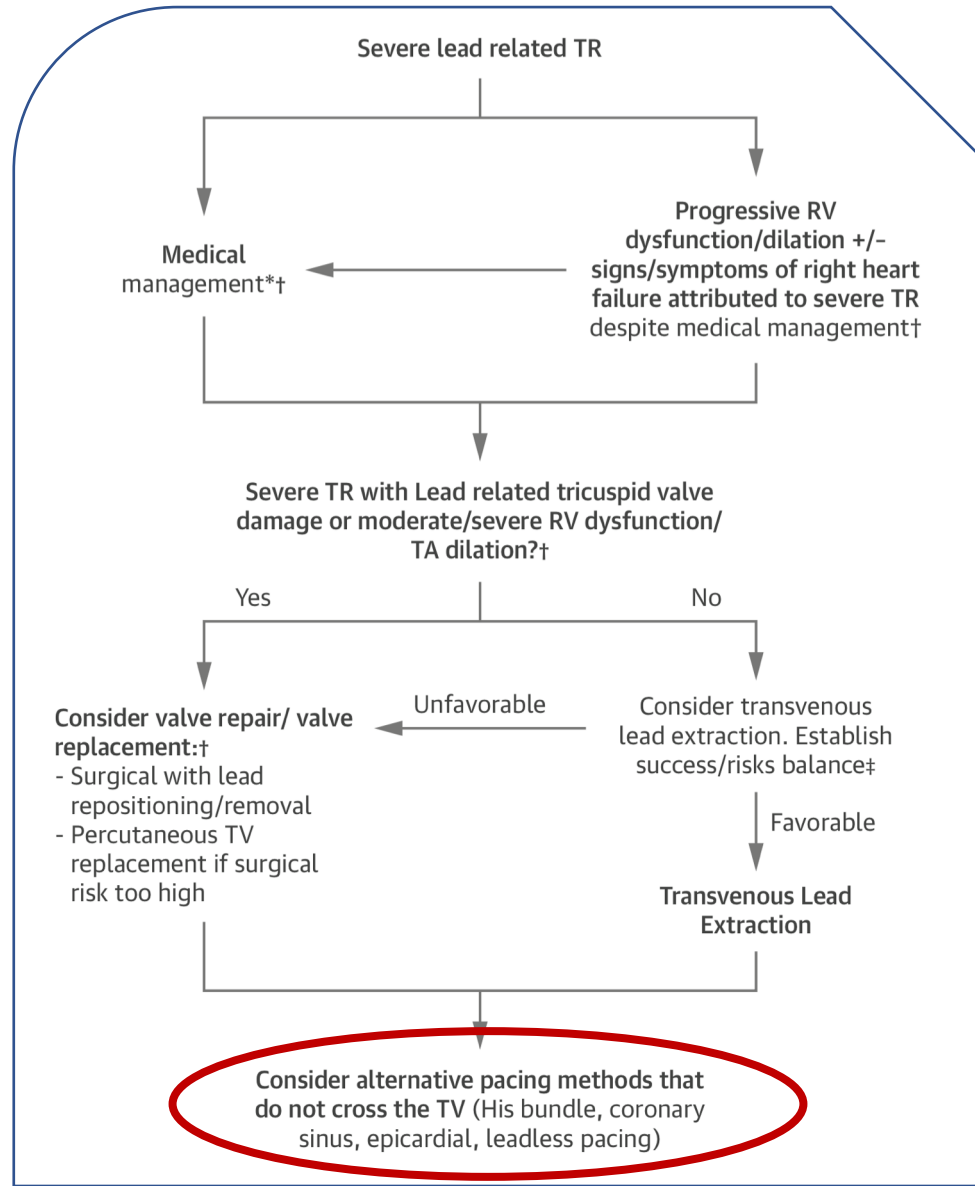 Severe lead related TR
Medical
management*†
Progressive RV
dysfunction/dilation +/–
signs/symptoms of right heart
failure attributed to severe TR
despite medical management†
Severe TR with Lead related tricuspid valve
damage or moderate/severe RV dysfunction/
TA dilation?†
Yes
No
Consider valve repair/ valve
replacement:†
- Surgical with lead
repositioning/removal
- Percutaneous TV
replacement if surgical
risk too high
Unfavorable
Consider transvenous
lead extraction. Establish
success/risks balance‡
Favorable
Transvenous Lead
Extraction
Consider alternative pacing methods that
do not cross the TV (His bundle, coronary
sinus, epicardial, leadless pacing)